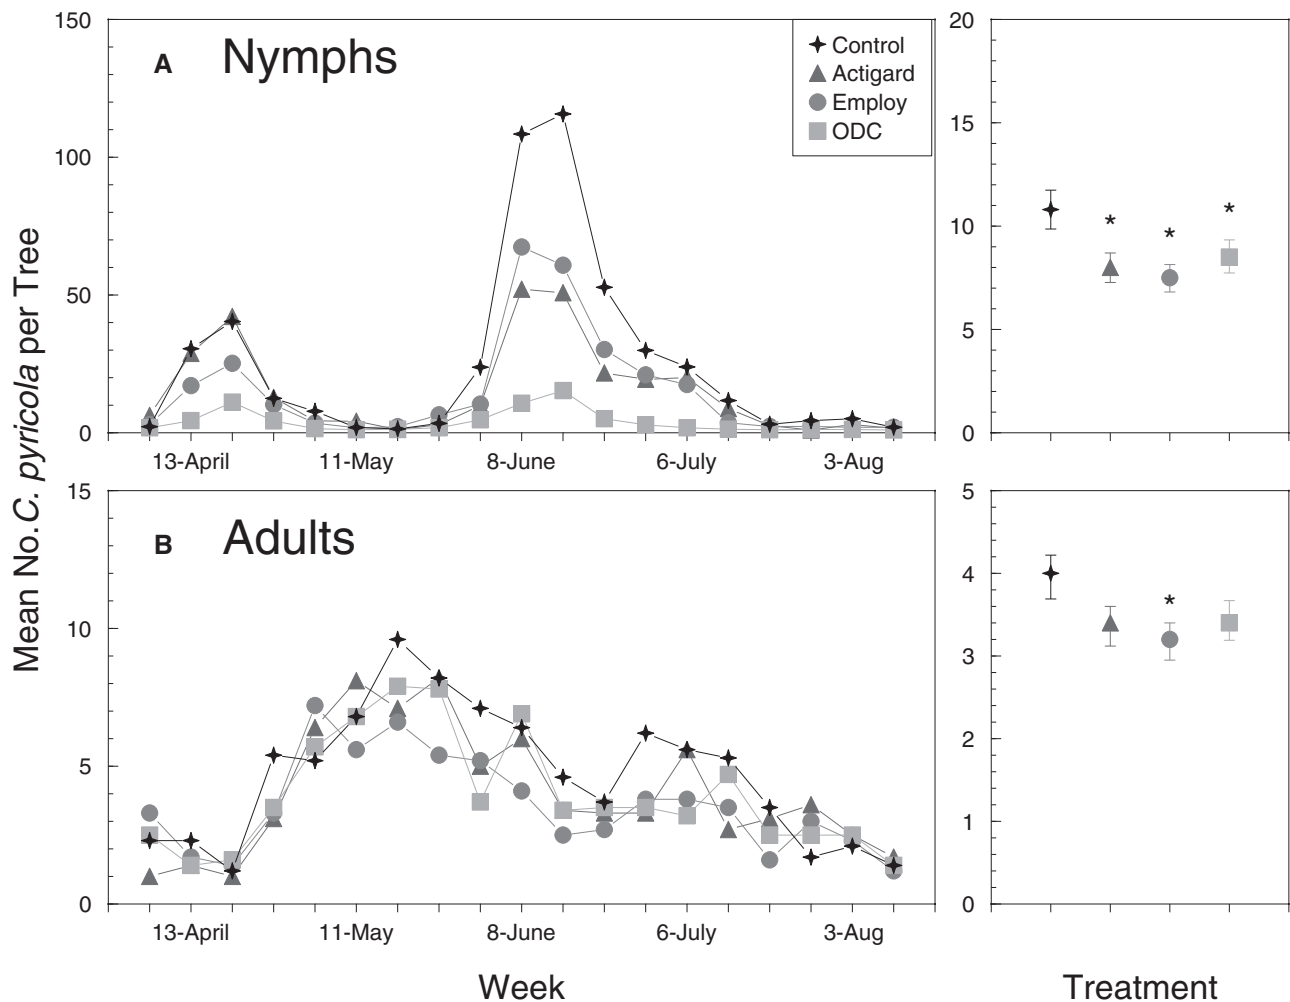 Mean No. C. pyricola per Tree
A Nymphs
Control
Actigard
Employ
ODC
150
100
50
0
13-April 11-May 8-June 6-July 3-Aug
20
15
10
5
0
* * *
B Adults
15
10
5
0
13-April 11-May 8-June 6-July 3-Aug
5
4
3
2
1
0
*
Week
Treatment